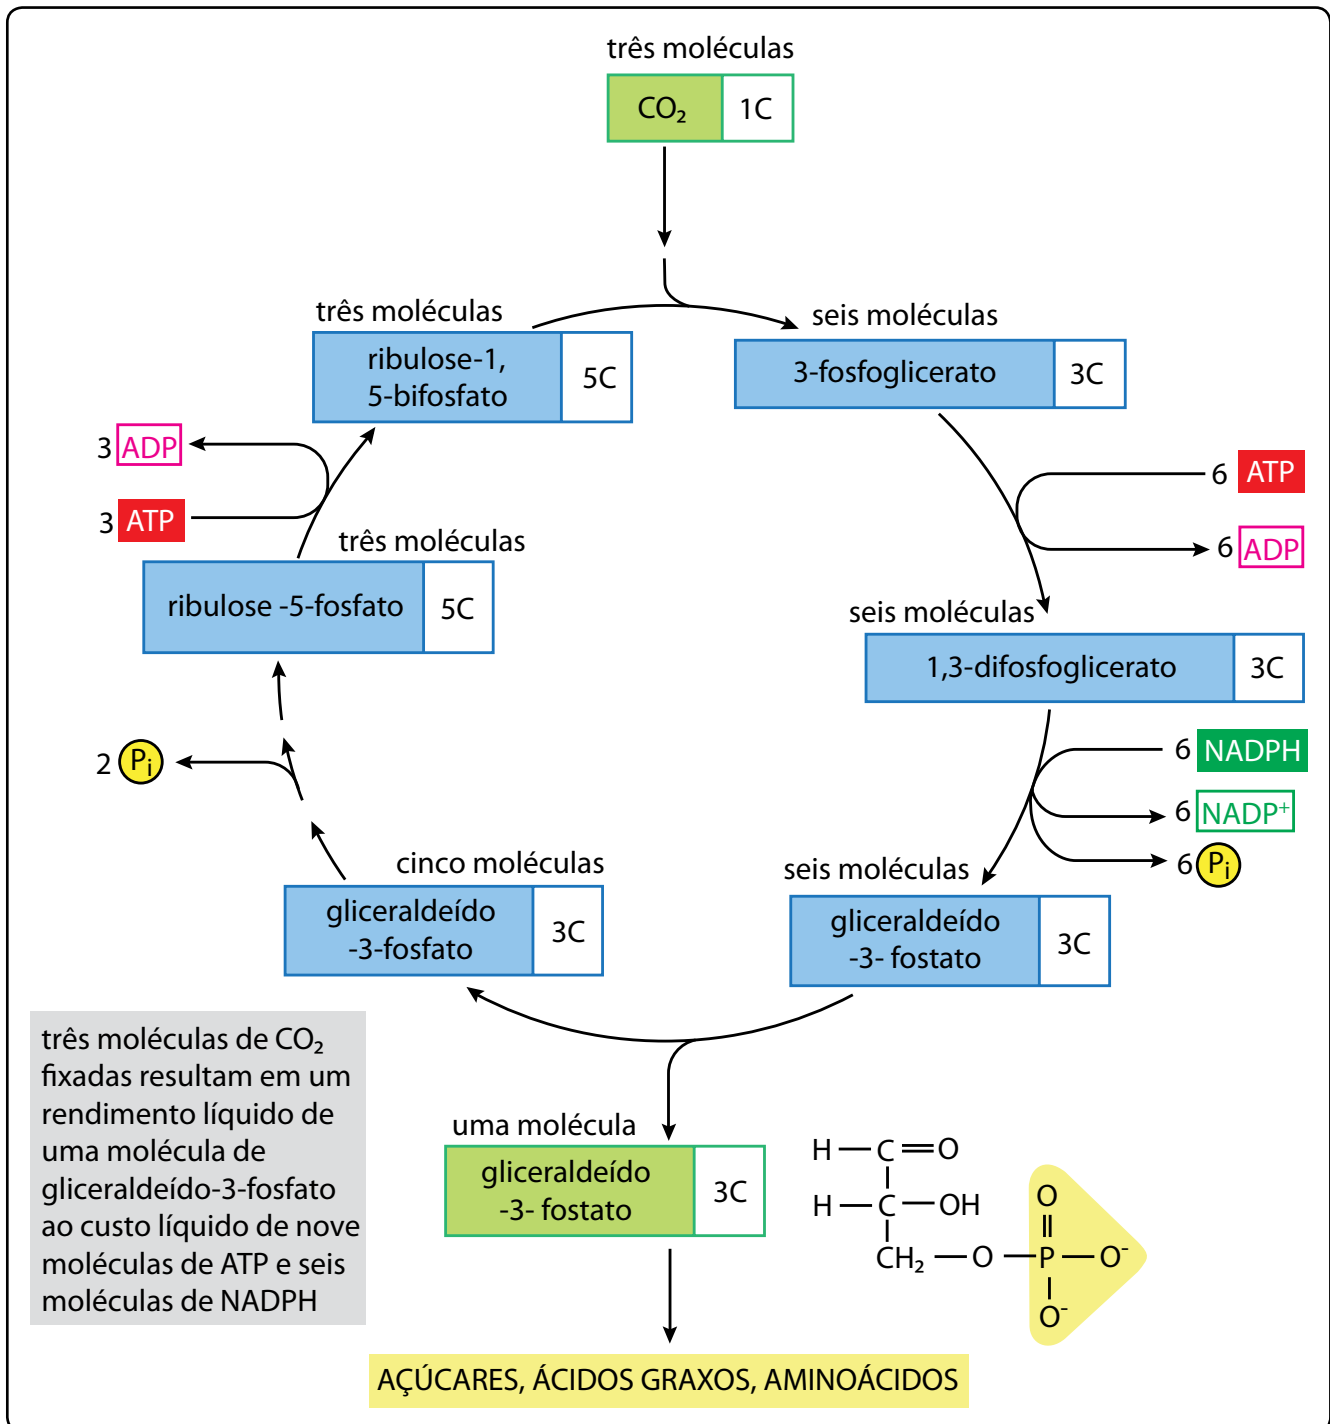 três moléculas
CO₂ 1C
três moléculas
ribulose-1,
5-bifosfato
5C
seis moléculas
3-fosfoglicerato 3C
3 ADP
3 ATP
6 ATP
6 ADP
três moléculas
ribulose -5-fosfato 5C
seis moléculas
1,3-difosfoglicerato 3C
2 Pi
6 NADPH
6 NADP⁺
6 Pi
cinco moléculas
gliceraldeído
-3-fosfato
3C
seis moléculas
gliceraldeído
-3- fostato
3C
três moléculas de CO₂
fixadas resultam em um
rendimento líquido de
uma molécula de
gliceraldeído-3-fosfato
ao custo líquido de nove
moléculas de ATP e seis
moléculas de NADPH
uma molécula
gliceraldeído
-3- fostato
3C
H C O
H C OH
CH₂ O P O⁻
O
O⁻
AÇÚCARES, ÁCIDOS GRAXOS, AMINOÁCIDOS